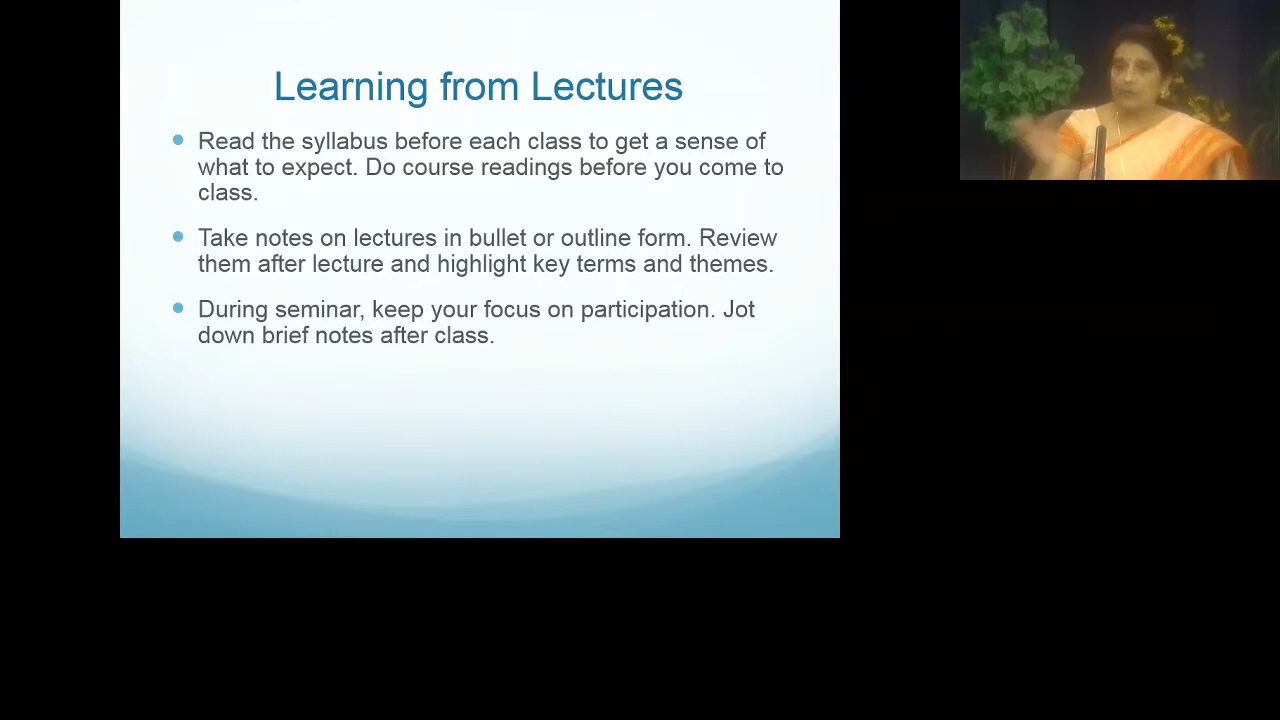 Learning from Lectures
Read the syllabus before each class to get a sense of
what to expect. Do course readings before you come to
class.
Take notes on lectures in bullet or outline form. Review
them after lecture and highlight key terms and themes.
During seminar, keep your focus on participation. Jot
down brief notes after class.